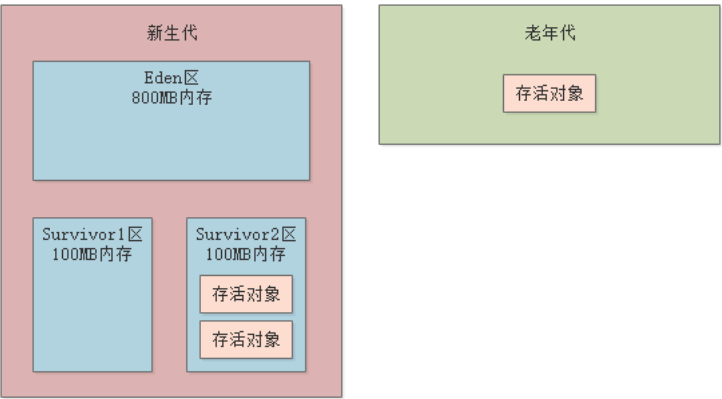 新生代
Eden区
800MB内存
Survivor1区
100MB内存
Survivor2区
100MB内存
存活对象
存活对象
老年代
存活对象